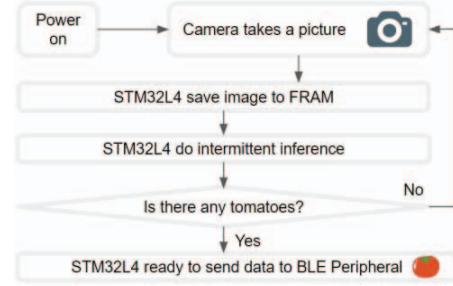 Power
on
Camera takes a picture
STM32L4 save image to FRAM
STM32L4 do intermittent inference
No
Is there any tomatoes?
Yes
STM32L4 ready to send data to BLE Peripheral